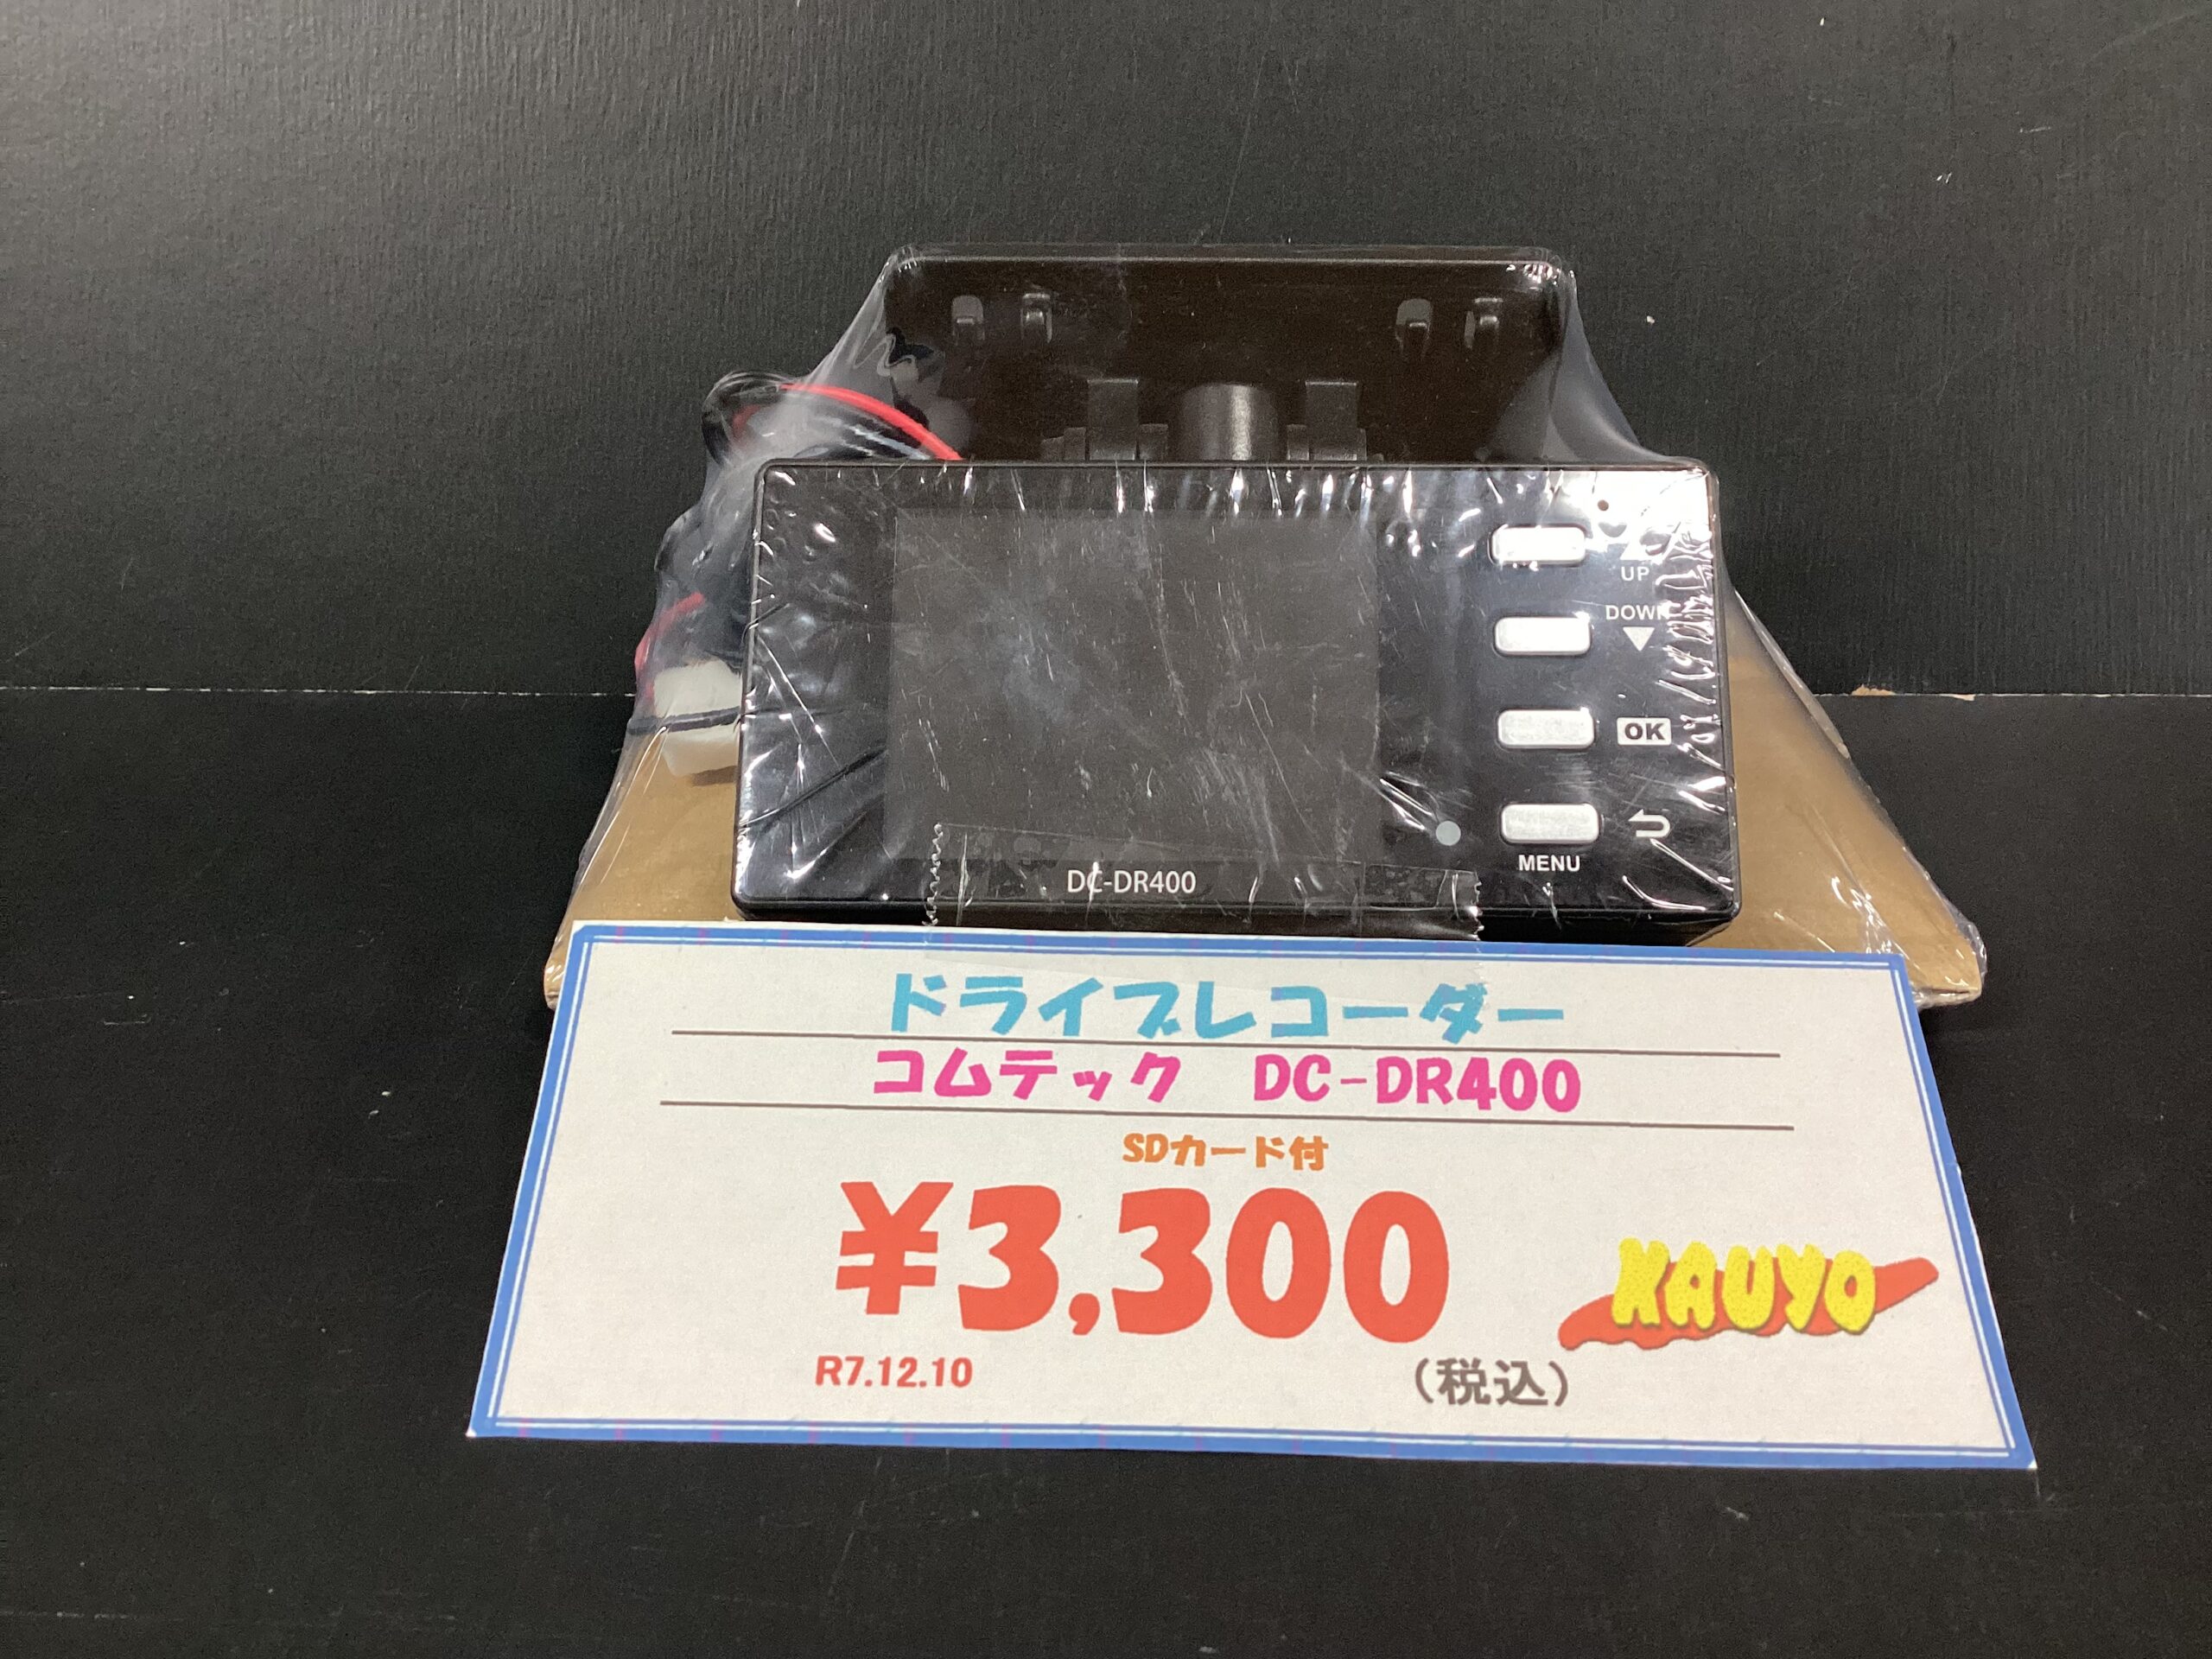 UP
DOWN
OK
MENU
DC-DR400
ドライブレコーダー
コムテック DC-DR400
SDカード付
¥3,300
KAUYO
R7.12.10
(税込)